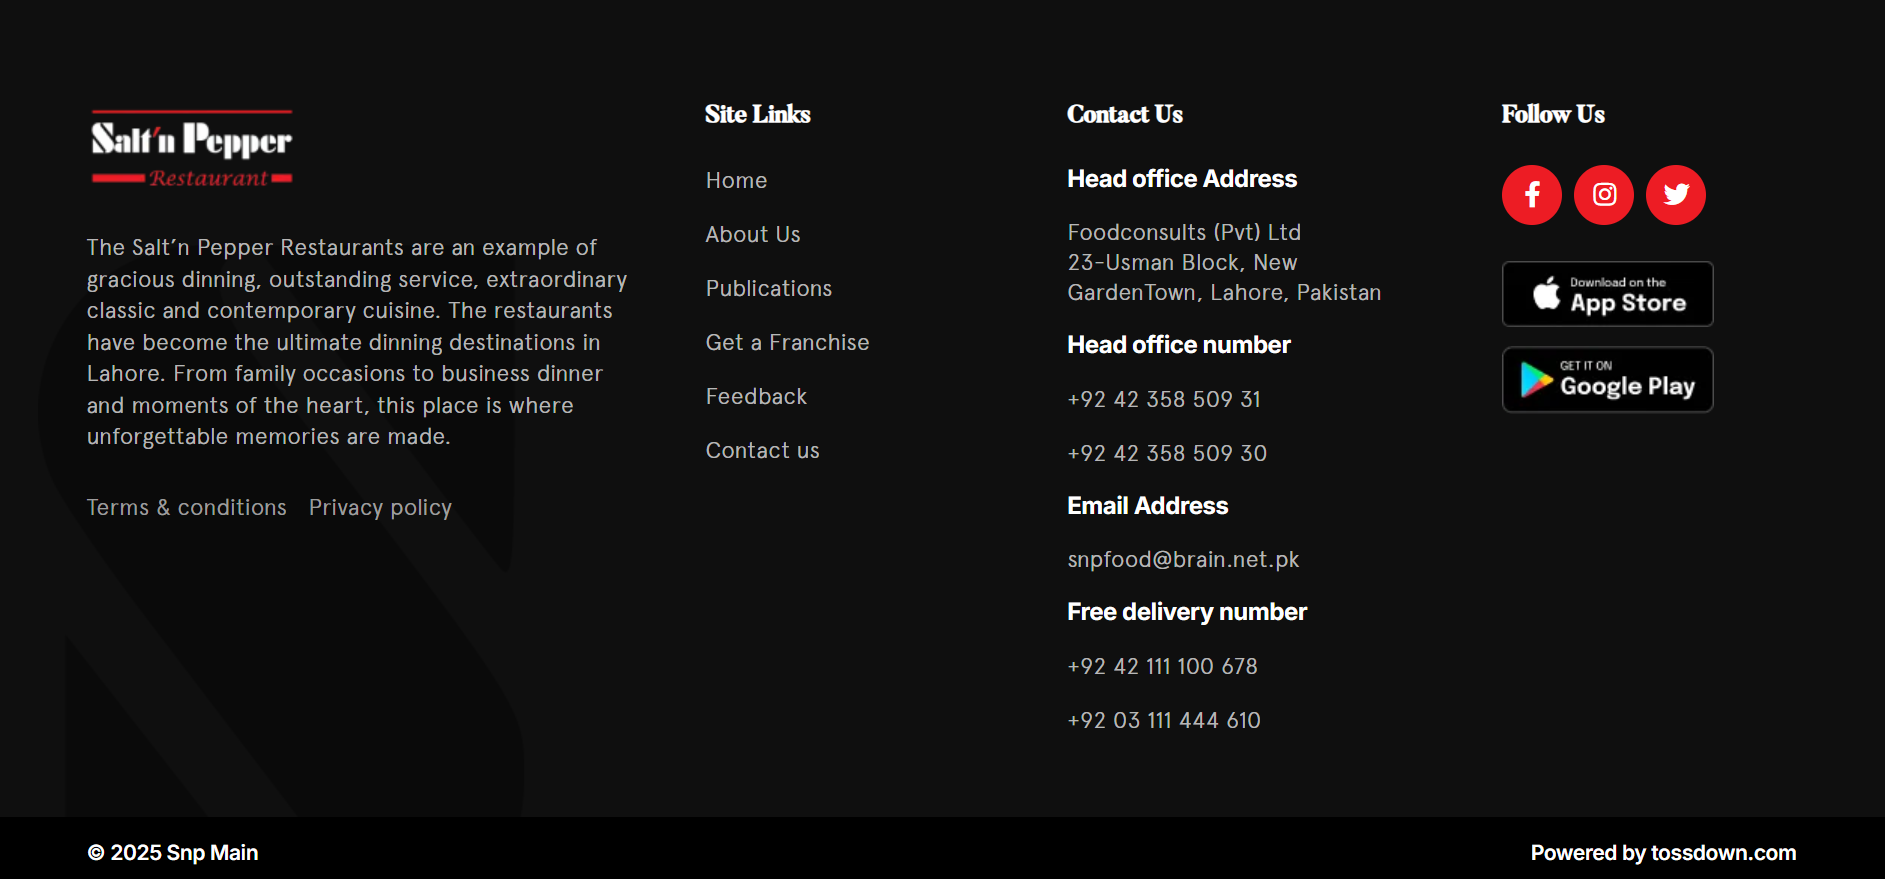 Salt'n Pepper
Restaurant
The Salt’n Pepper Restaurants are an example of
gracious dinning, outstanding service, extraordinary
classic and contemporary cuisine. The restaurants
have become the ultimate dinning destinations in
Lahore. From family occasions to business dinner
and moments of the heart, this place is where
unforgettable memories are made.
Terms & conditions Privacy policy
Site Links
Home
About Us
Publications
Get a Franchise
Feedback
Contact us
Contact Us
Head office Address
Foodconsults (Pvt) Ltd
23-Usman Block, New
GardenTown, Lahore, Pakistan
Head office number
+92 42 358 509 31
+92 42 358 509 30
Email Address
snpfood@brain.net.pk
Free delivery number
+92 42 111 100 678
+92 03 111 444 610
Follow Us
Download on the
App Store
GET IT ON
Google Play
© 2025 Snp Main
Powered by tossdown.com